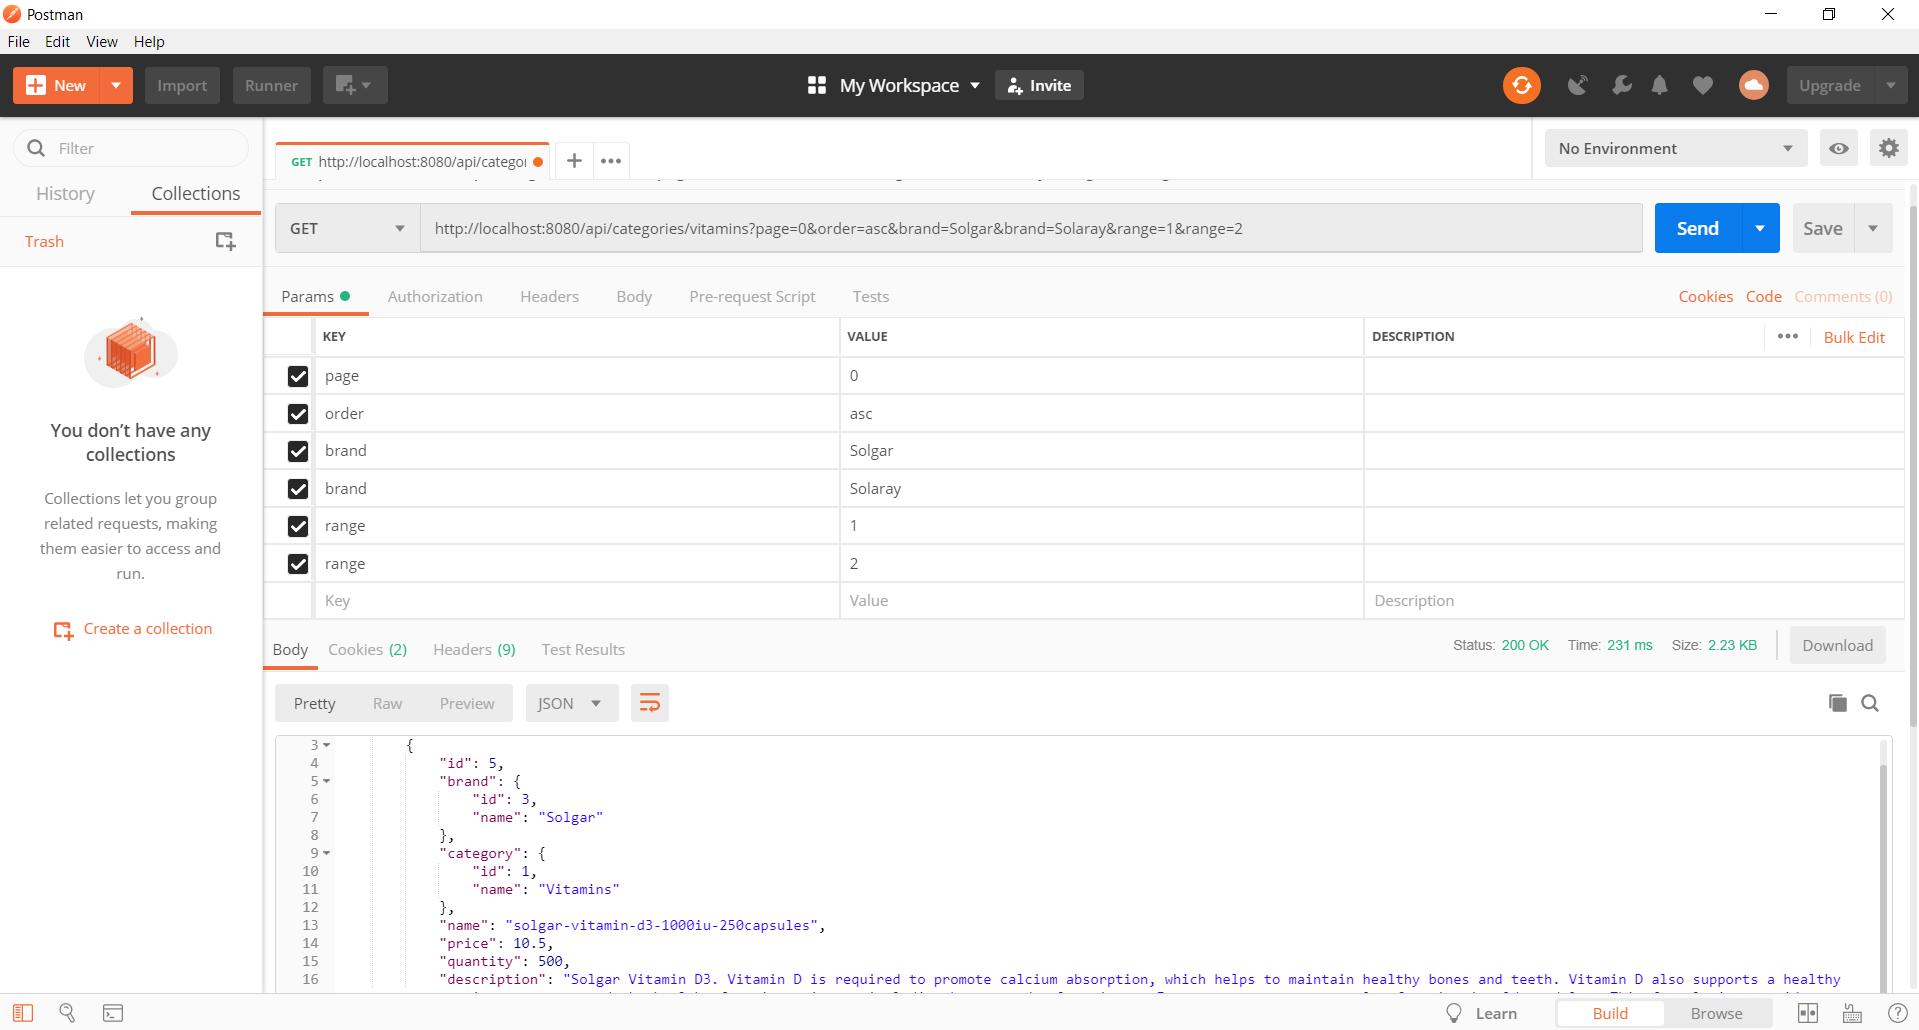 Postman
File Edit View Help
New Import Runner My Workspace Invite Upgrade
Filter
History Collections
Trash
You don’t have any
collections
Collections let you group
related requests, making
them easier to access and
run.
Create a collection
GET http://localhost:8080/api/categor
No Environment
GET http://localhost:8080/api/categories/vitamins?page=0&order=asc&brand=Solgar&brand=Solaray&range=1&range=2 Send Save
Params Authorization Headers Body Pre-request Script Tests Cookies Code Comments (0)
KEY VALUE DESCRIPTION Bulk Edit
page 0
order asc
brand Solgar
brand Solaray
range 1
range 2
Key Value Description
Body Cookies (2) Headers (9) Test Results Status: 200 OK Time: 231 ms Size: 2.23 KB Download
Pretty Raw Preview JSON
3 {
4 "id": 5,
5 "brand": {
6 "id": 3,
7 "name": "Solgar"
8 },
9 "category": {
10 "id": 1,
11 "name": "Vitamins"
12 },
13 "name": "solgar-vitamin-d3-1000iu-250capsules",
14 "price": 10.5,
15 "quantity": 500,
16 "description": "Solgar Vitamin D3. Vitamin D is required to promote calcium absorption, which helps to maintain healthy bones and teeth. Vitamin D also supports a healthy
Learn Build Browse